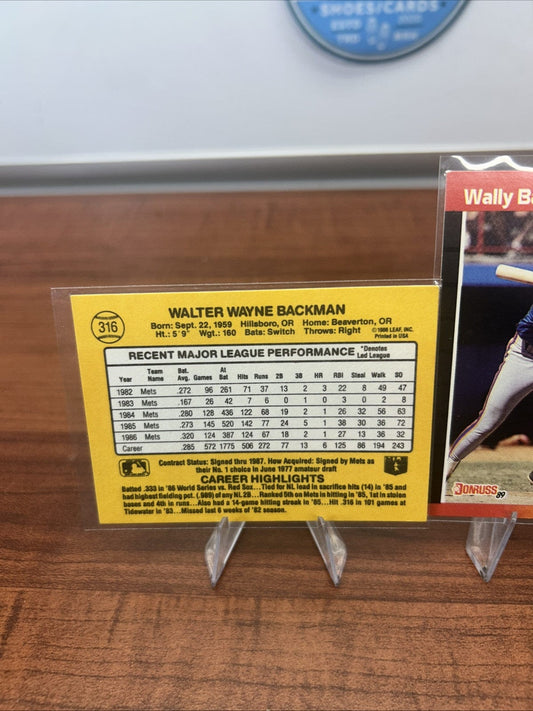 SHOES/CARDS
316
WALTER WAYNE BACKMAN
Born: Sept. 22, 1959 Hillsboro, OR Home: Beaverton, OR
Ht.: 5' 9" Wgt.: 160 Bats: Switch Throws: Right
©1986 LEAF, INC.
Printed in USA
RECENT MAJOR LEAGUE PERFORMANCE *Denotes Led League
Year Team Name Bat. Avg. Games At Bat Hits Runs 2B 3B HR RBI Steal Walk SO
1982 Mets .272 96 261 71 37 13 2 3 22 8 49 47
1983 Mets .167 26 42 7 6 0 1 0 3 0 2 8
1984 Mets .280 128 436 122 68 19 2 1 26 32 56 63
1985 Mets .273 145 520 142 77 24 5 1 38 30 36 72
1986 Mets .320 124 387 124 67 18 2 1 27 13 36 32
Career .285 572 1775 506 272 77 13 6 125 86 194 243
Contract Status: Signed thru 1987. How Acquired: Signed by Mets as
their No. 1 choice in June 1977 amateur draft
CAREER HIGHLIGHTS
Batted .333 in '86 World Series vs. Red Sox...Tied for NL lead in sacrifice hits (14) in '85 and
had highest fielding pct. (.989) of any NL 2B...Ranked 5th on Mets in hitting in '85, 1st in stolen
bases and 4th in runs...Also had a 14-game hitting streak in '85...Hit .316 in 101 games at
Tidewater in '83...Missed last 6 weeks of '82 season.
Wally Ba
DONRUSS 89